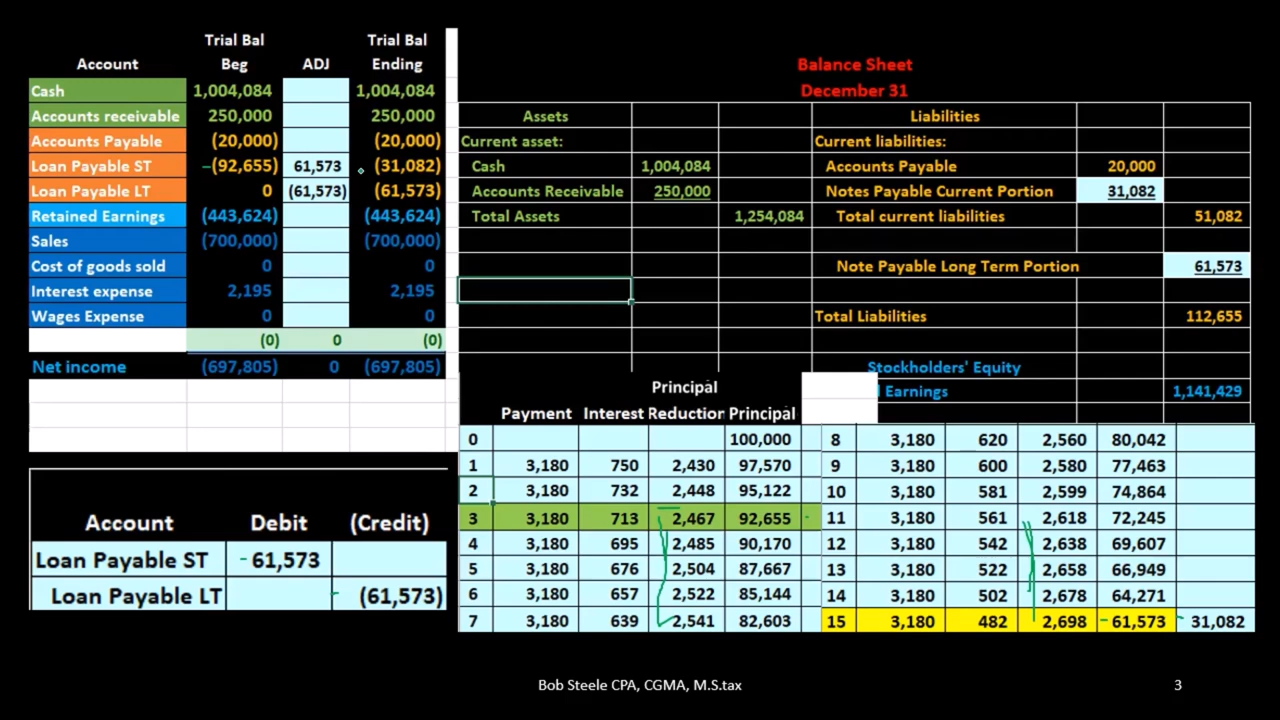 Trial Bal Trial Bal
Account Beg ADJ Ending
Cash 1,004,084 1,004,084
Accounts receivable 250,000 250,000
Accounts Payable (20,000) (20,000)
Loan Payable ST (92,655) 61,573 (31,082)
Loan Payable LT 0 (61,573) (61,573)
Retained Earnings (443,624) (443,624)
Sales (700,000) (700,000)
Cost of goods sold 0 0
Interest expense 2,195 2,195
Wages Expense 0 0
(0) 0 (0)
Net income (697,805) 0 (697,805)
Account Debit (Credit)
Loan Payable ST 61,573
Loan Payable LT (61,573)
Balance Sheet
December 31
Assets Liabilities
Current asset: Current liabilities:
Cash 1,004,084 Accounts Payable 20,000
Accounts Receivable 250,000 Notes Payable Current Portion 31,082
Total Assets 1,254,084 Total current liabilities 51,082
Note Payable Long Term Portion 61,573
Total Liabilities 112,655
Stockholders' Equity
Earnings 1,141,429
Principal
Payment Interest Reduction Principal
0 100,000
1 3,180 750 2,430 97,570
2 3,180 732 2,448 95,122
3 3,180 713 2,467 92,655
4 3,180 695 2,485 90,170
5 3,180 676 2,504 87,667
6 3,180 657 2,522 85,144
7 3,180 639 2,541 82,603
8 3,180 620 2,560 80,042
9 3,180 600 2,580 77,463
10 3,180 581 2,599 74,864
11 3,180 561 2,618 72,245
12 3,180 542 2,638 69,607
13 3,180 522 2,658 66,949
14 3,180 502 2,678 64,271
15 3,180 482 2,698 61,573 31,082
Bob Steele CPA, CGMA, M.S.tax 3